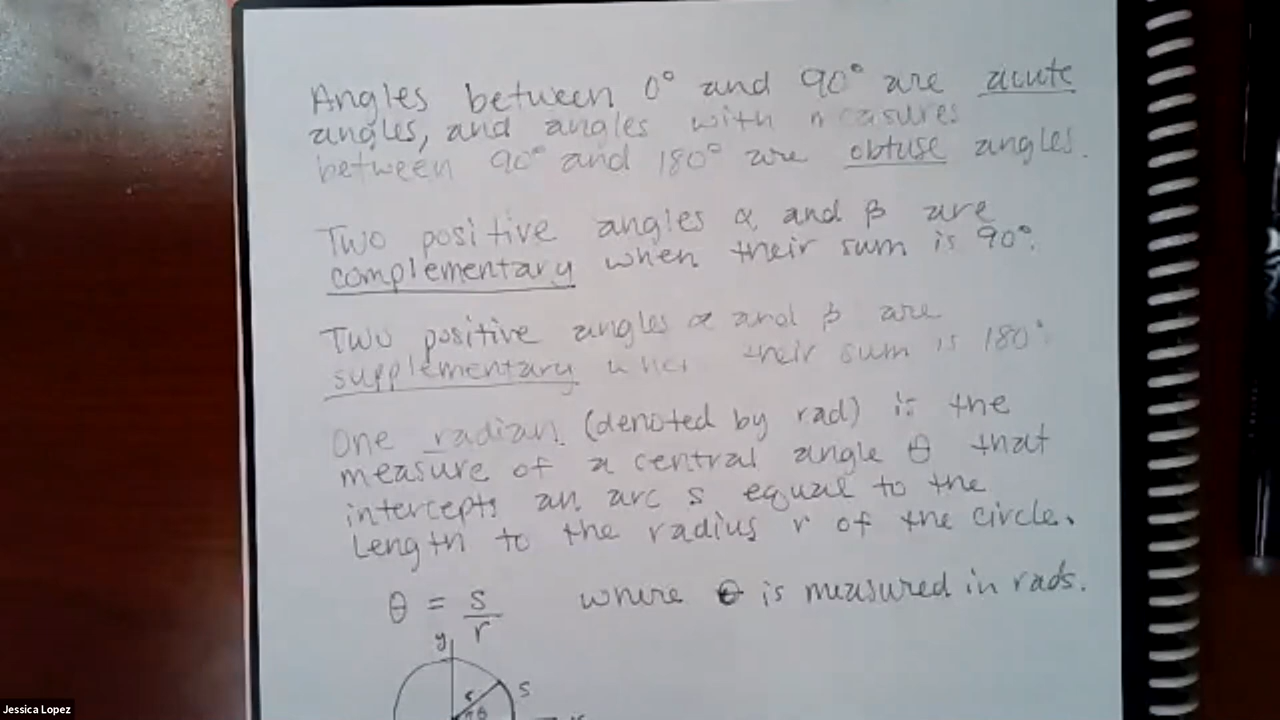 Angles between 0° and 90° are acute
angles, and angles with measures
between 90° and 180° are obtuse angles.
Two positive angles α and β are
complementary when their sum is 90°.
Two positive angles α and β are
supplementary when their sum is 180°.
One radian (denoted by rad) is the
measure of a central angle θ that
intercepts an arc s equal to the
length to the radius r of the circle.
θ = s/r where θ is measured in rads.
y
s
r
θ
Jessica Lopez